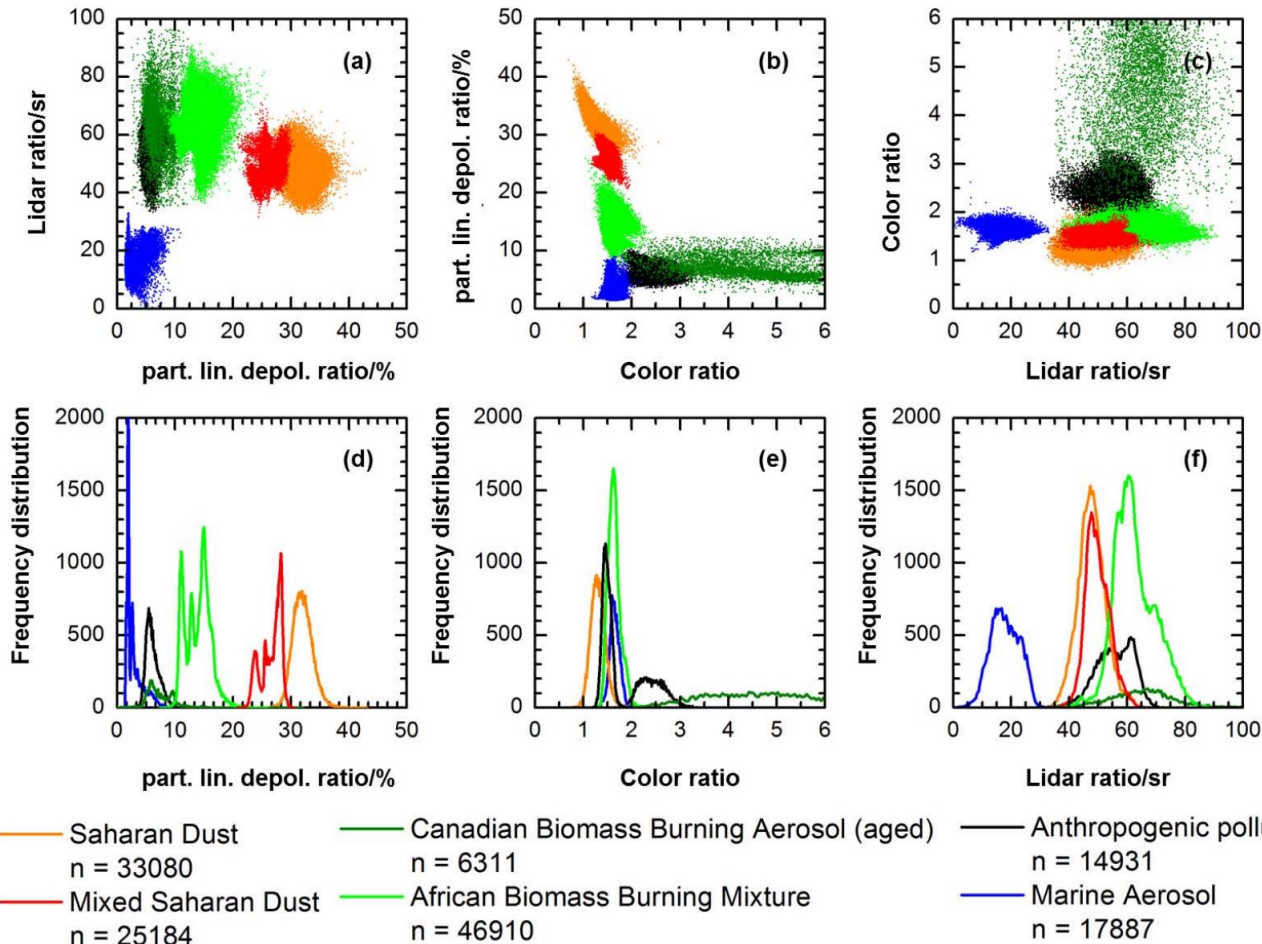 100
80
60
40
20
0
Lidar ratio/sr
(a)
0 10 20 30 40 50
part. lin. depol. ratio/%
50
40
30
20
10
0
part. lin. depol. ratio/%
(b)
0 1 2 3 4 5 6
Color ratio
6
5
4
3
2
1
0
Color ratio
(c)
0 20 40 60 80 100
Lidar ratio/sr
2000
1500
1000
500
0
Frequency distribution
(d)
0 10 20 30 40 50
part. lin. depol. ratio/%
2000
1500
1000
500
0
Frequency distribution
(e)
0 1 2 3 4 5 6
Color ratio
2000
1500
1000
500
0
Frequency distribution
(f)
0 20 40 60 80 100
Lidar ratio/sr
Saharan Dust
n = 33080
Mixed Saharan Dust
n = 25184
Canadian Biomass Burning Aerosol (aged)
n = 6311
African Biomass Burning Mixture
n = 46910
Anthropogenic
n = 14931
Marine Aerosol
n = 17887